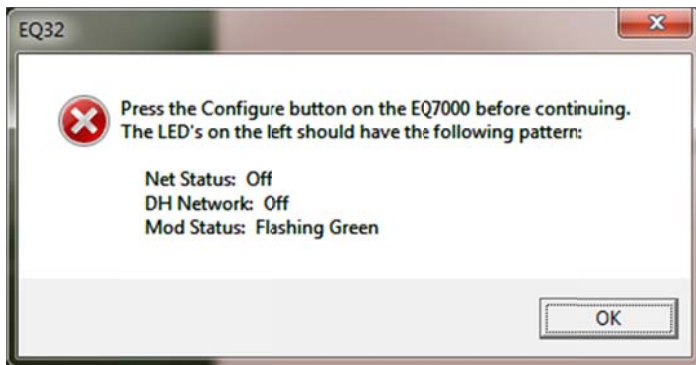 EQ32
Press the Configure button on the EQ7000 before continuing.
The LED's on the left should have the following pattern:
Net Status: Off
DH Network: Off
Mod Status: Flashing Green
OK